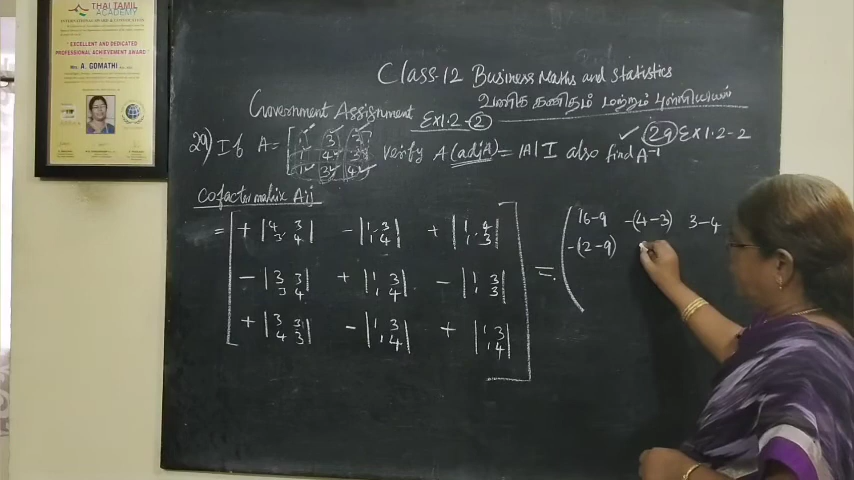 THAI TAMIL
ACADEMY
INTERNATIONAL AWARD & CONVOCATION
"EXCELLENT AND DEDICATED
PROFESSIONAL ACHIEVEMENT AWARD"
Mrs. A. GOMATHI
Class-12 Business Maths and Statistics
வணிக கணிதம் மற்றும் புள்ளியியல்
Government Assignment Ex1.2-2
✓ 29 Ex 1.2-2
29) If A = [1 3 3; 1 4 3; 1 3 4] verify A (adjA) = |A| I also find A⁻¹
Cofactor matrix Aij
= [ + |4 3; 3 4| - |1 3; 1 4| + |1 4; 1 3|
- |3 3; 3 4| + |1 3; 1 4| - |1 3; 1 3|
+ |3 3; 4 3| - |1 3; 1 4| + |1 3; 1 4| ]
= ( 16-9 -(4-3) 3-4
-(12-9)